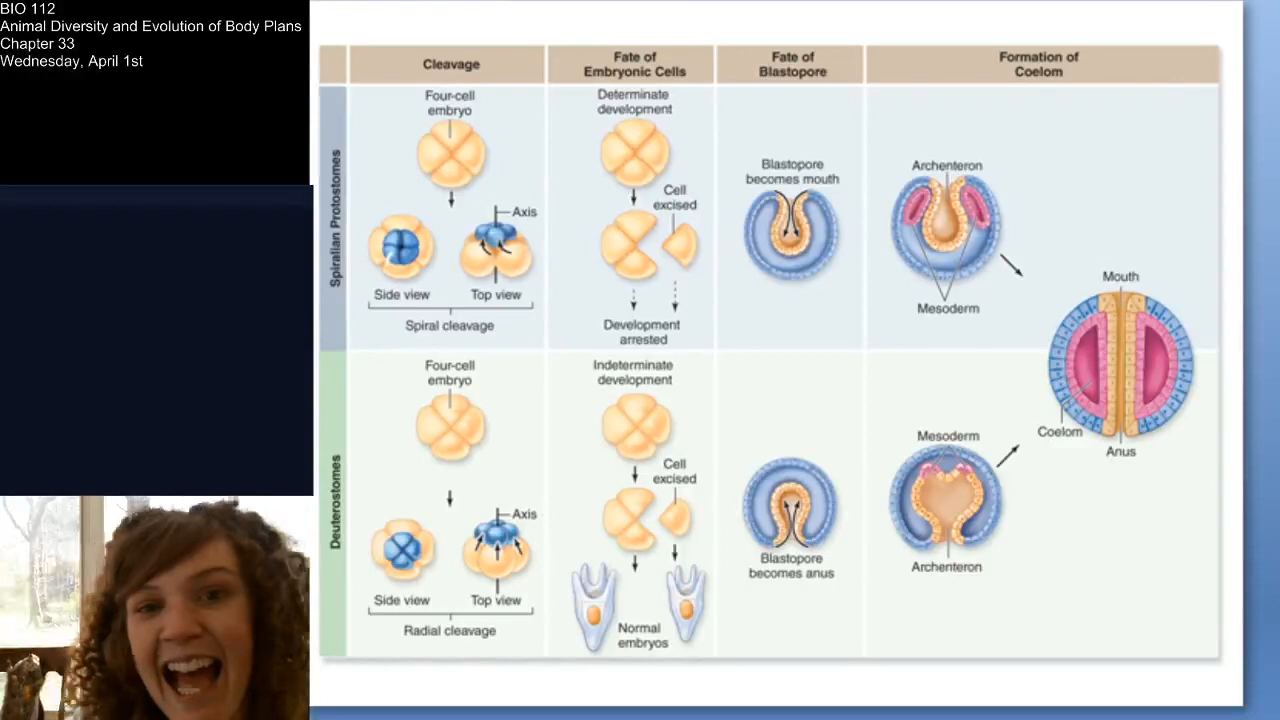 BIO 112
Animal Diversity and Evolution of Body Plans
Chapter 33
Wednesday, April 1st
Cleavage
Fate of
Embryonic Cells
Fate of
Blastopore
Formation of
Coelom
Spiralian Protostomes
Four-cell
embryo
Axis
Side view
Top view
Spiral cleavage
Determinate
development
Cell
excised
Development
arrested
Blastopore
becomes mouth
Archenteron
Mesoderm
Mouth
Coelom
Anus
Deuterostomes
Four-cell
embryo
Axis
Side view
Top view
Radial cleavage
Indeterminate
development
Cell
excised
Normal
embryos
Blastopore
becomes anus
Mesoderm
Archenteron